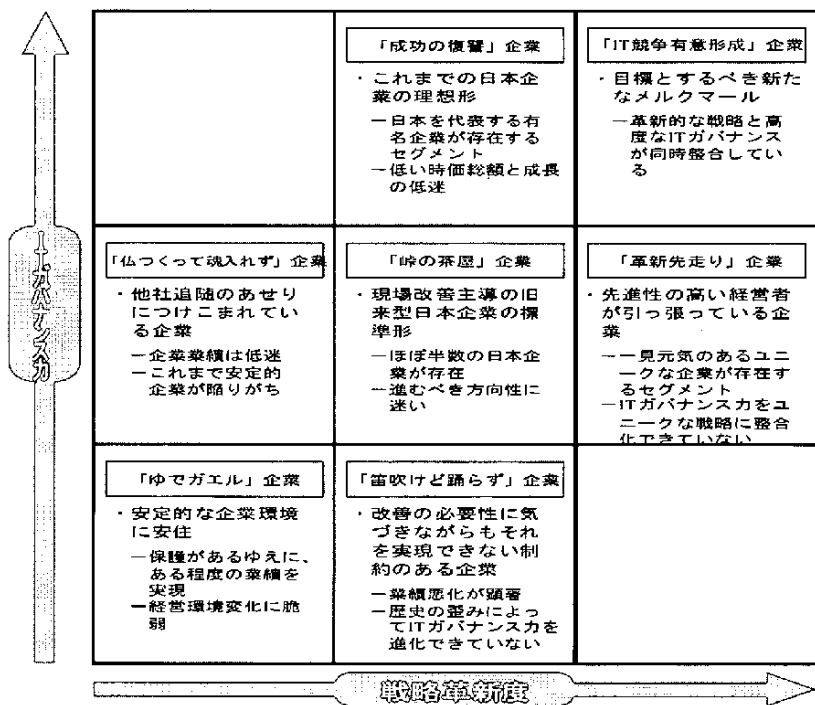 「成功の復讐」企業
・これまでの日本企
業の理想形
ー日本を代表する有
名企業が存在する
セグメント
ー低い時価総額と成長
の低迷
「IT競争有意形成」企業
・目標とするべき新た
なメルクマール
ー革新的な戦略と高
度なITガバナンス
が同時整合してい
る
「仏つくって魂入れず」企業
・他社追随のあせり
につけこまれてい
る企業
ー企業業績は低迷
ーこれまで安定的
企業が陥りがち
「峠の茶屋」企業
・現場改善主導の旧
来型日本企業の標
準形
ーほぼ半数の日本企
業が存在
ー進むべき方向性に
迷い
「革新先走り」企業
・先進性の高い経営者
が引っ張っている企
業
ー一見元気のあるユニ
ークな企業が存在す
るセグメント
ーITガバナンス力をユ
ニークな戦略に整合
化できていない
「ゆでガエル」企業
・安定的な企業環境
に安住
ー保護があるゆえに、
ある程度の業績を
実現
ー経営環境変化に脆
弱
「笛吹けど踊らず」企業
・改善の必要性に気
づきながらもそれ
を実現できない制
約のある企業
ー業績悪化が顕著
ー歴史の歪みによっ
てITガバナンス力を
進化できていない
ITガバナンス力
戦略革新度